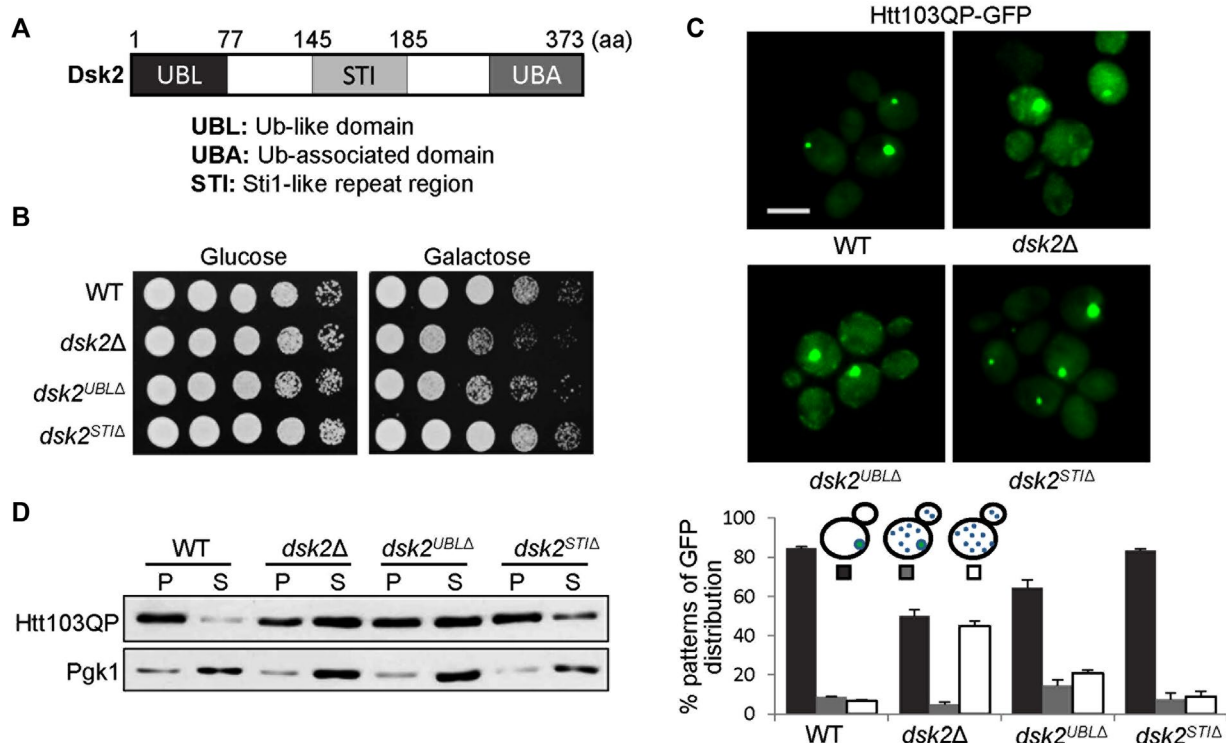 A
1 77 145 185 373 (aa)
Dsk2 UBL STI UBA
UBL: Ub-like domain
UBA: Ub-associated domain
STI: Sti1-like repeat region
B
Glucose Galactose
WT
dsk2Δ
dsk2UBLΔ
dsk2STIΔ
C
Htt103QP-GFP
WT dsk2Δ
dsk2UBLΔ dsk2STIΔ
% patterns of GFP
distribution
100
80
60
40
20
0
WT dsk2Δ dsk2UBLΔ dsk2STIΔ
D
WT dsk2Δ dsk2UBLΔ dsk2STIΔ
P S P S P S P S
Htt103QP
Pgk1